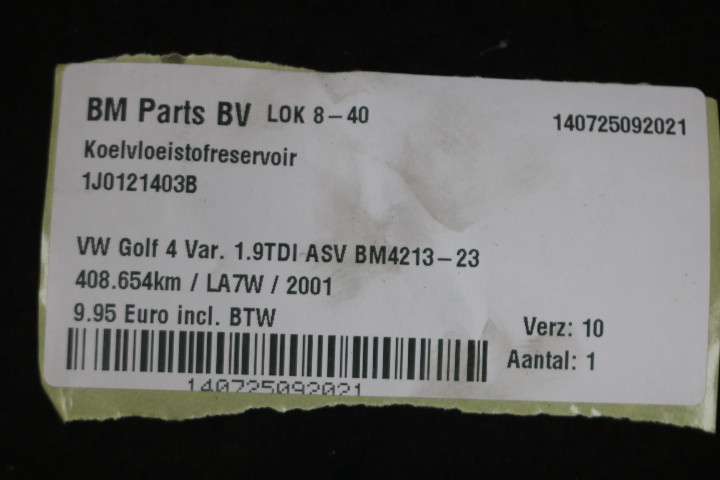 BM Parts BV LOK 8-40 140725092021
Koelvloeistofreservoir
1J0121403B
VW Golf 4 Var. 1.9TDI ASV BM4213-23
408.654km / LA7W / 2001
9.95 Euro incl. BTW Verz: 10
Aantal: 1
140725092021